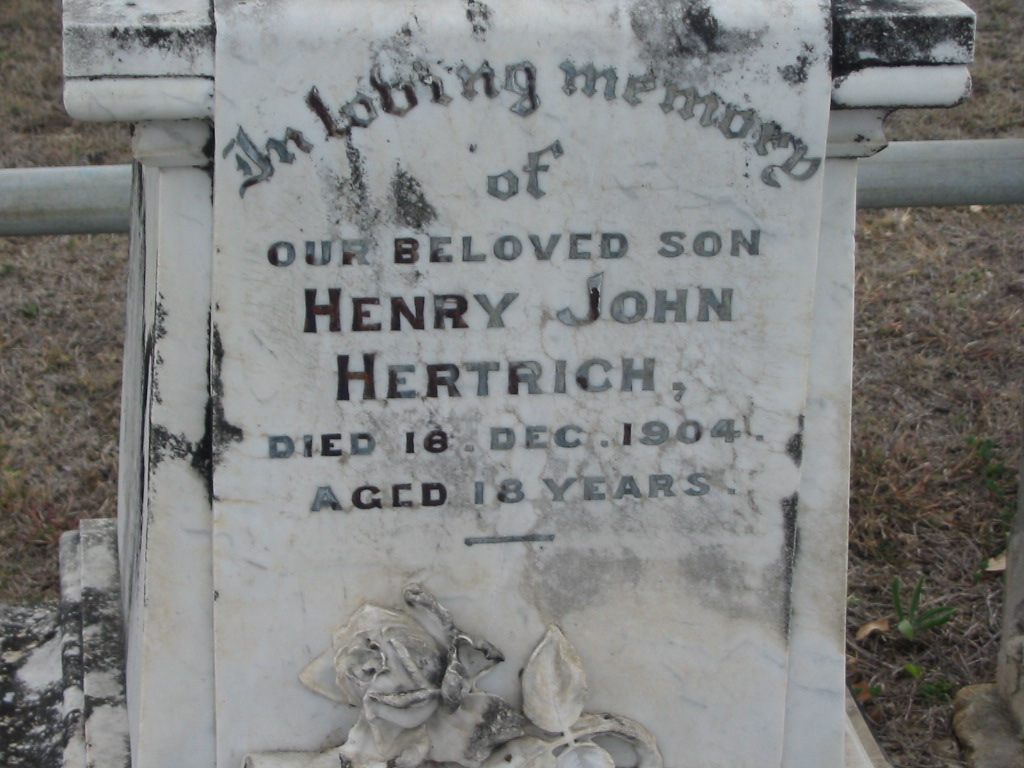 In loving memory
of
OUR BELOVED SON
HENRY JOHN
HERTRICH,
DIED 18. DEC. 1904.
AGED 18 YEARS.